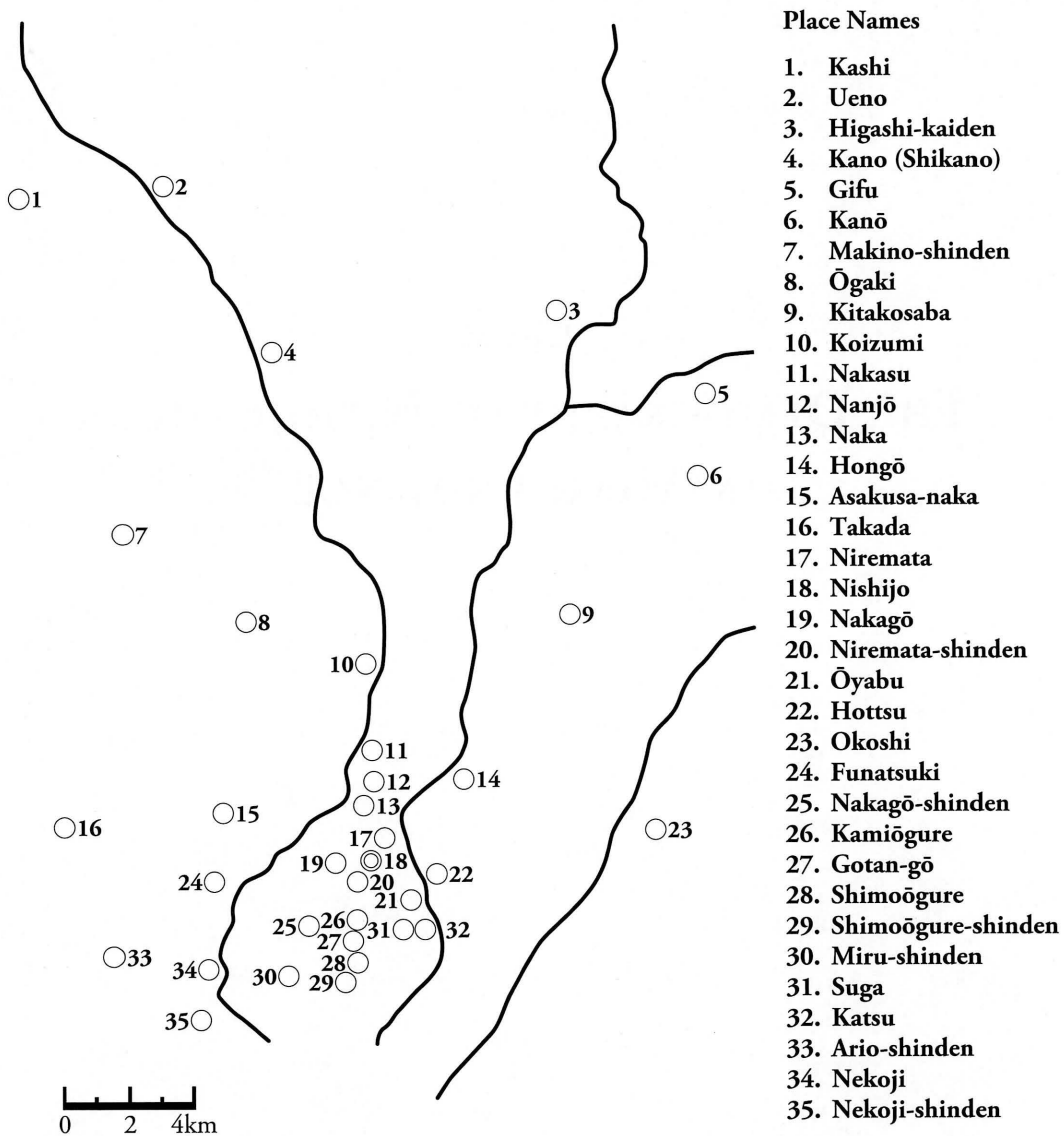 Place Names
1. Kashi
2. Ueno
3. Higashi-kaiden
4. Kano (Shikano)
5. Gifu
6. Kanō
7. Makino-shinden
8. Ōgaki
9. Kitakosaba
10. Koizumi
11. Nakasu
12. Nanjō
13. Naka
14. Hongō
15. Asakusa-naka
16. Takada
17. Niremata
18. Nishijo
19. Nakagō
20. Niremata-shinden
21. Ōyabu
22. Hottsu
23. Okoshi
24. Funatsuki
25. Nakagō-shinden
26. Kamiōgure
27. Gotan-gō
28. Shimoōgure
29. Shimoōgure-shinden
30. Miru-shinden
31. Suga
32. Katsu
33. Ario-shinden
34. Nekoji
35. Nekoji-shinden
1
2
3
4
5
6
7
8
9
10
11
12
14
13
15
16
17
23
19
18
22
24
20
21
26
25
31
32
27
33
28
34
30
29
35
0 2 4km